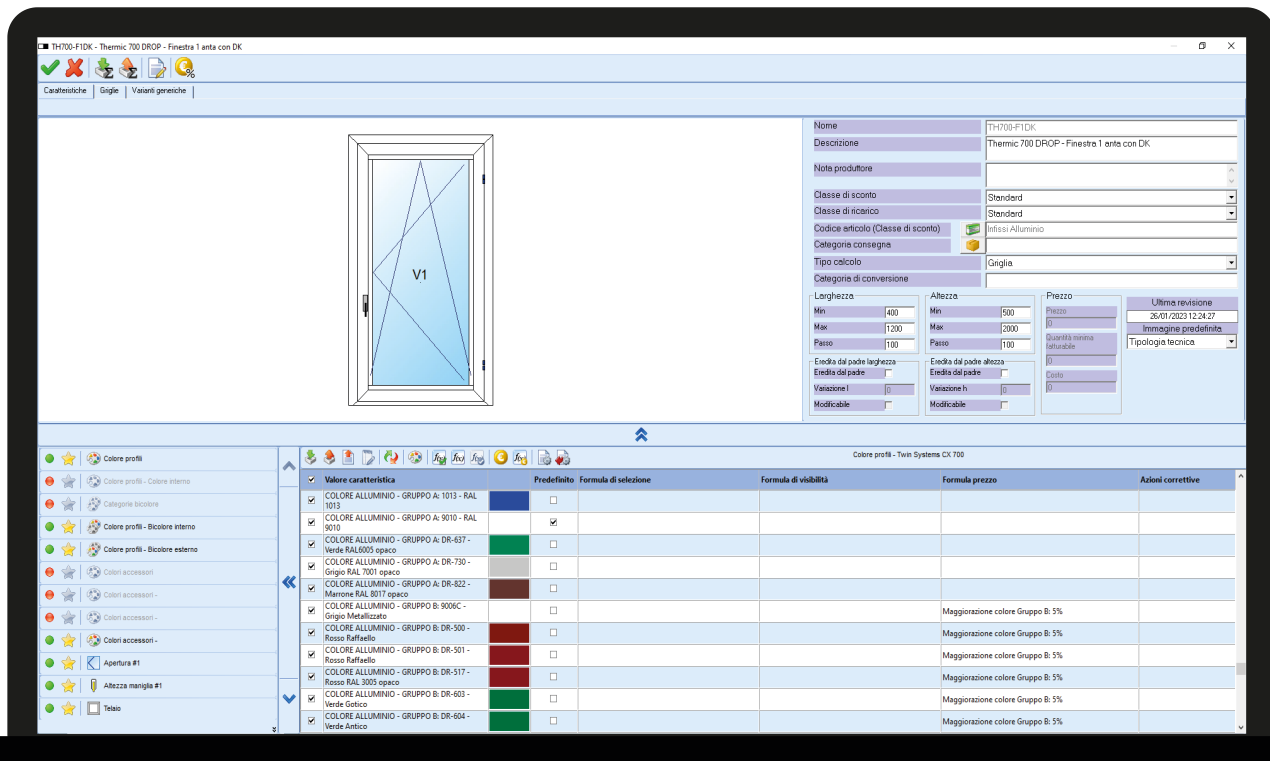 TH700-F1DK - Thermic 700 DROP - Finestra 1 anta con DK
Caratteristiche Griglie Varianti generiche
V1
Nome TH700-F1DK
Descrizione Thermic 700 DROP - Finestra 1 anta con DK
Nota produttore
Classe di sconto Standard
Classe di ricarico Standard
Codice articolo (Classe di sconto) Infissi Alluminio
Categoria consegna
Tipo calcolo Griglia
Categoria di conversione
Larghezza
Min 400
Max 1200
Passo 100
Altezza
Min 500
Max 2000
Passo 100
Prezzo
Prezzo
0
Quantità minima
fatturabile
0
Costo
0
Ultima revisione
26/01/2023 12:24:27
Immagine predefinita
Tipologia tecnica
Eredita dal padre larghezza
Eredita dal padre
Variazione l 0
Modificabile
Eredita dal padre altezza
Eredita dal padre
Variazione h 0
Modificabile
Colore profili
Colore profili - Colore interno
Categorie bicolore
Colore profili - Bicolore interno
Colore profili - Bicolore esterno
Colori accessori
Colori accessori -
Colori accessori -
Colori accessori -
Apertura #1
Altezza maniglia #1
Telaio
Colore profili - Twin Systems CX 700
Valore caratteristica Predefinito Formula di selezione Formula di visibilità Formula prezzo Azioni correttive
COLORE ALLUMINIO - GRUPPO A: 1013 - RAL
1013
COLORE ALLUMINIO - GRUPPO A: 9010 - RAL
9010
COLORE ALLUMINIO - GRUPPO A: DR-637 -
Verde RAL6005 opaco
COLORE ALLUMINIO - GRUPPO A: DR-730 -
Grigio RAL 7001 opaco
COLORE ALLUMINIO - GRUPPO A: DR-822 -
Marrone RAL 8017 opaco
COLORE ALLUMINIO - GRUPPO B: 9006C -
Grigio Metallizzato Maggiorazione colore Gruppo B: 5%
COLORE ALLUMINIO - GRUPPO B: DR-500 -
Rosso Raffaello Maggiorazione colore Gruppo B: 5%
COLORE ALLUMINIO - GRUPPO B: DR-501 -
Rosso Raffaello Maggiorazione colore Gruppo B: 5%
COLORE ALLUMINIO - GRUPPO B: DR-517 -
Rosso RAL 3005 opaco Maggiorazione colore Gruppo B: 5%
COLORE ALLUMINIO - GRUPPO B: DR-603 -
Verde Gotico Maggiorazione colore Gruppo B: 5%
COLORE ALLUMINIO - GRUPPO B: DR-604 -
Verde Antico Maggiorazione colore Gruppo B: 5%